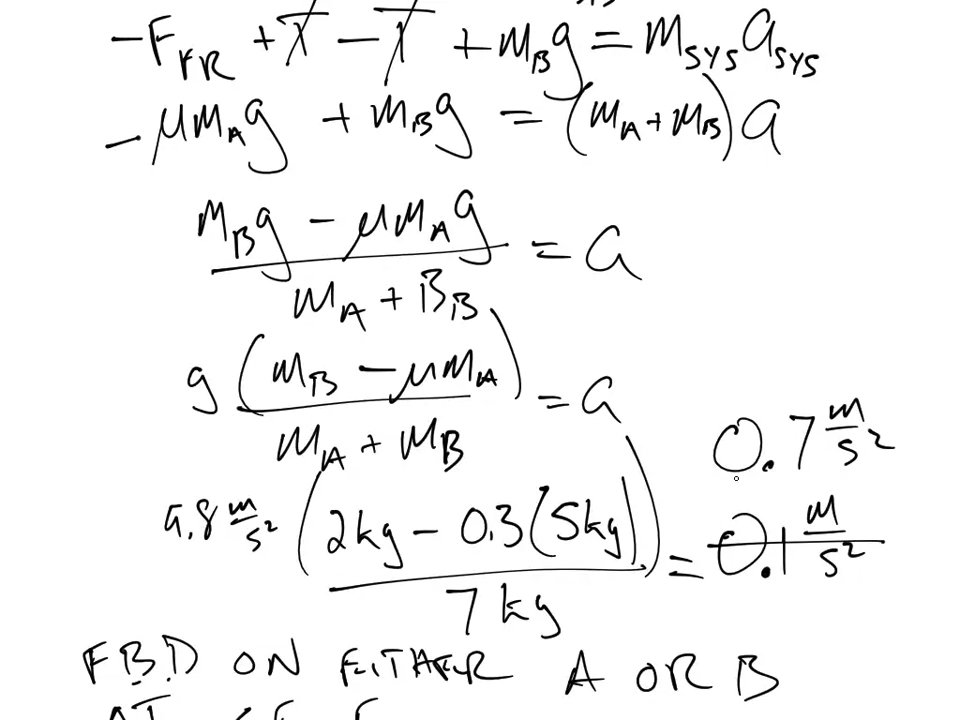 -F_FR + T - T + m_B g = m_SYS a_SYS
-μm_A g + m_B g = (m_A + m_B) a
m_B g - μm_A g / m_A + B_B = a
g (m_B - μm_A / m_A + m_B) = a
0.7 m/s²
9.8 m/s² (2kg - 0.3(5kg) / 7kg) = 0.1 m/s²
FBD ON EITHER A OR B